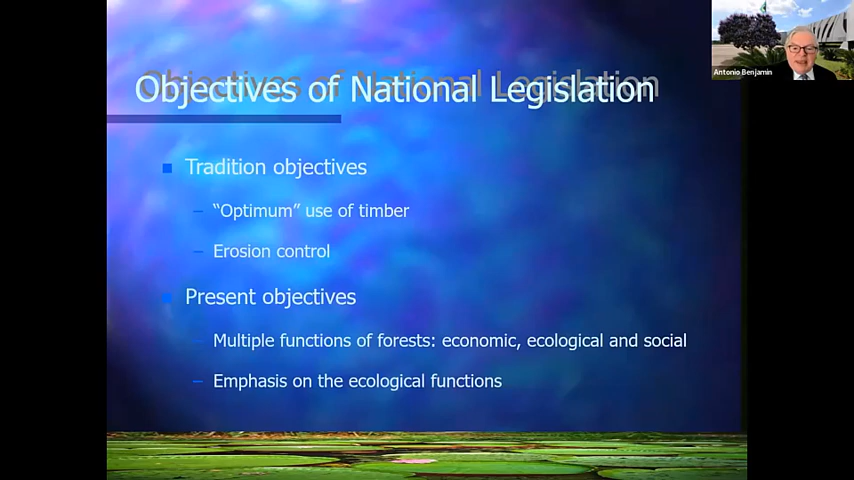 Objectives of National Legislation
Tradition objectives
– “Optimum” use of timber
– Erosion control
Present objectives
– Multiple functions of forests: economic, ecological and social
– Emphasis on the ecological functions
Antonio Benjamin